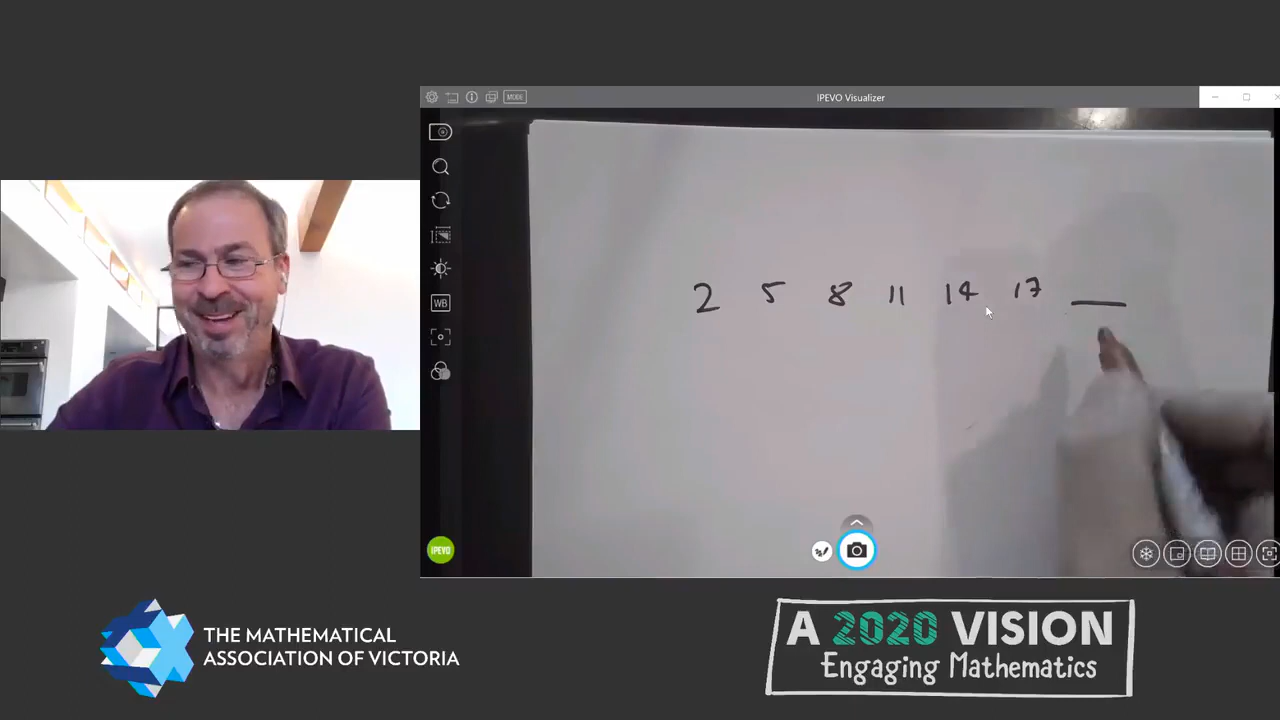 IPEVO Visualizer
MODE
WB
2 5 8 11 14 17 __
IPEVO
THE MATHEMATICAL
ASSOCIATION OF VICTORIA
A 2020 VISION
Engaging Mathematics